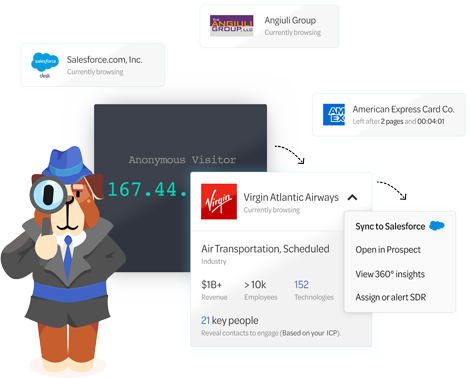 THE
ANGIULI
GROUP, LLC
Angiuli Group
Currently browsing
salesforce
desk
Salesforce.com, Inc.
Currently browsing
AM
EX
American Express Card Co.
Left after 2 pages and 00:04:01
Anonymous Visitor
167.44.
Virgin
Virgin Atlantic Airways
Currently browsing
Air Transportation, Scheduled
Industry
$1B+
Revenue
> 10k
Employees
152
Technologies
21 key people
Reveal contacts to engage (Based on your ICP).
Sync to Salesforce
Open in Prospect
View 360° insights
Assign or alert SDR